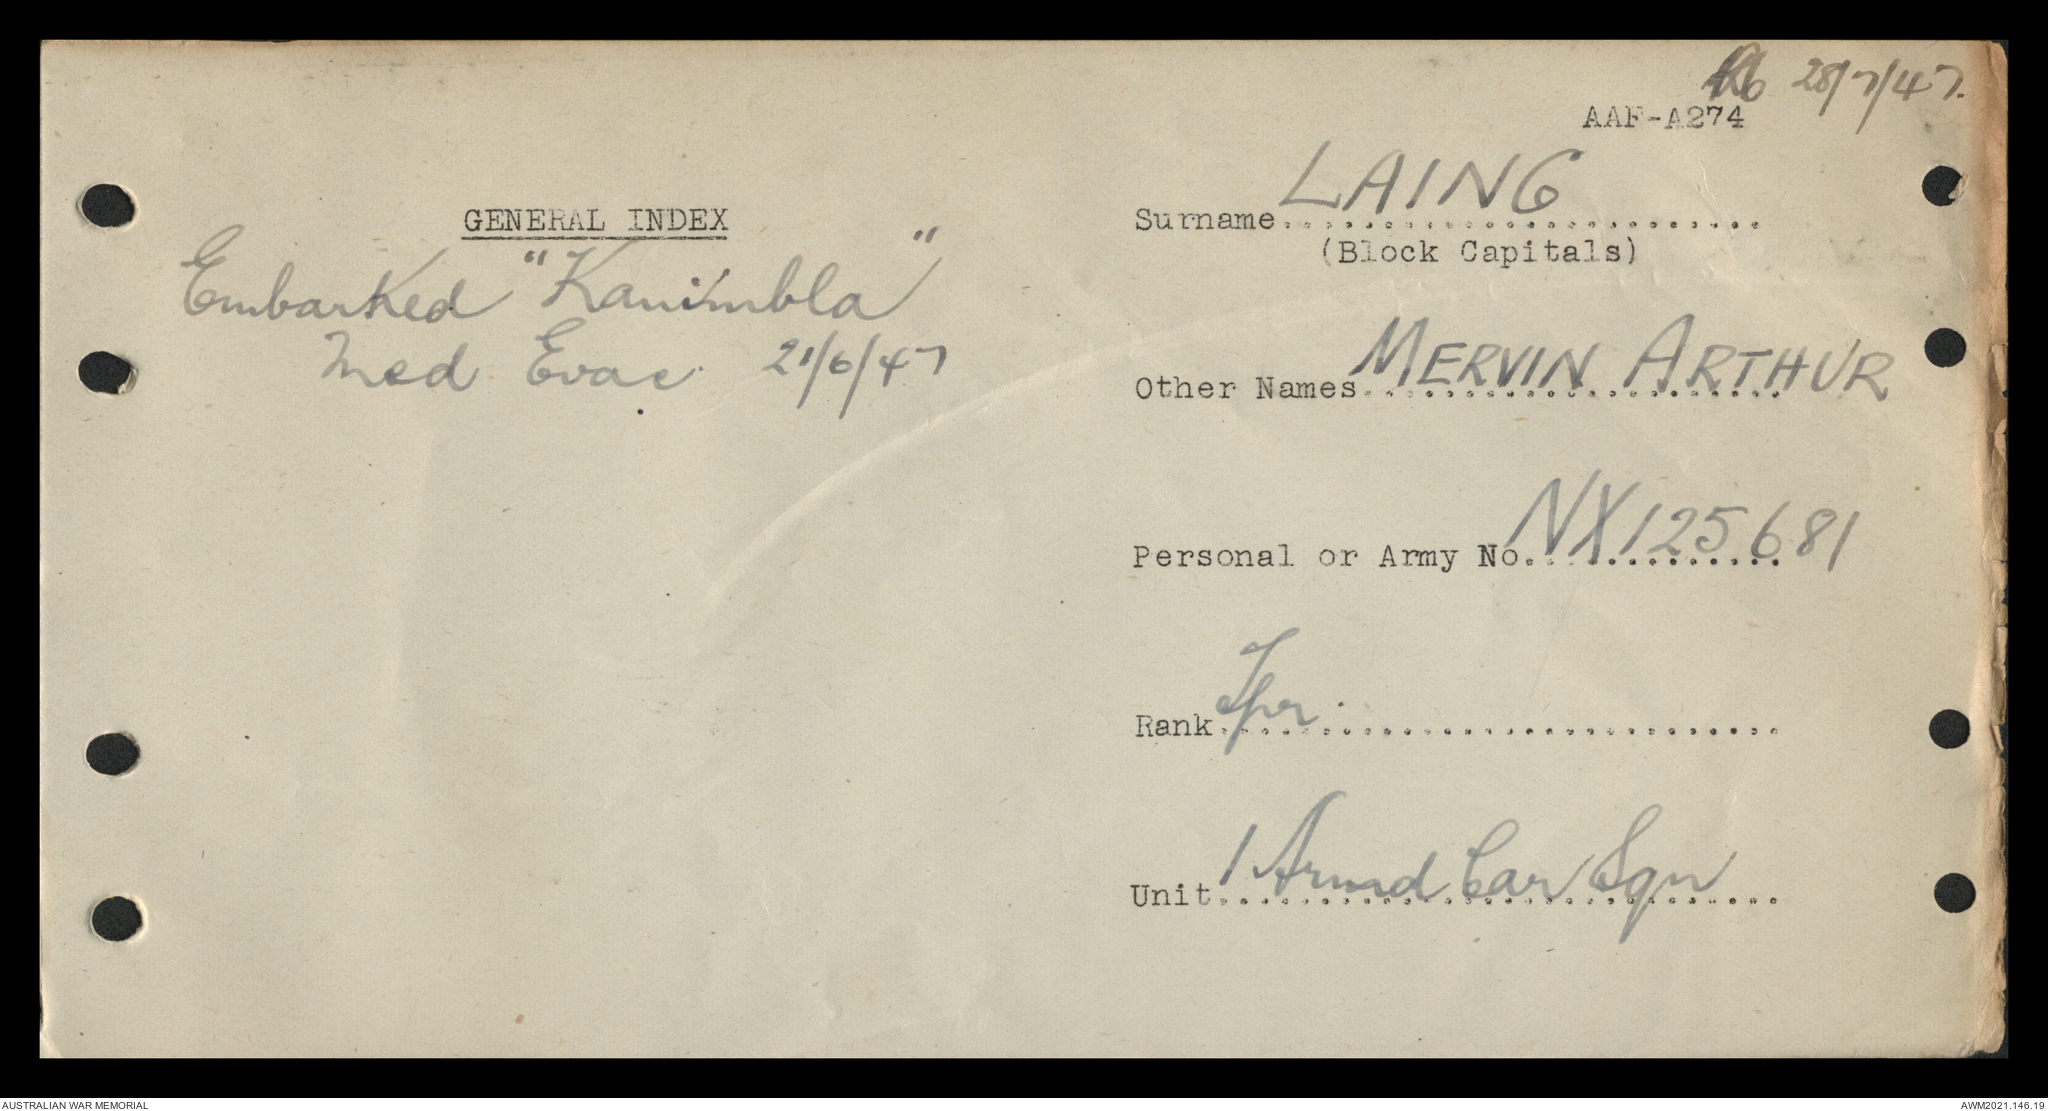 28/7/47.
AAF-A274
GENERAL INDEX
Embarked "Kanimbla"
Med Evac. 21/6/47
Surname LAING
(Block Capitals)
Other Names MERVIN ARTHUR
Personal or Army No. NX125681
Rank Tpr.
Unit 1 Armd Car Sqn
AUSTRALIAN WAR MEMORIAL
AWM2021.146.19